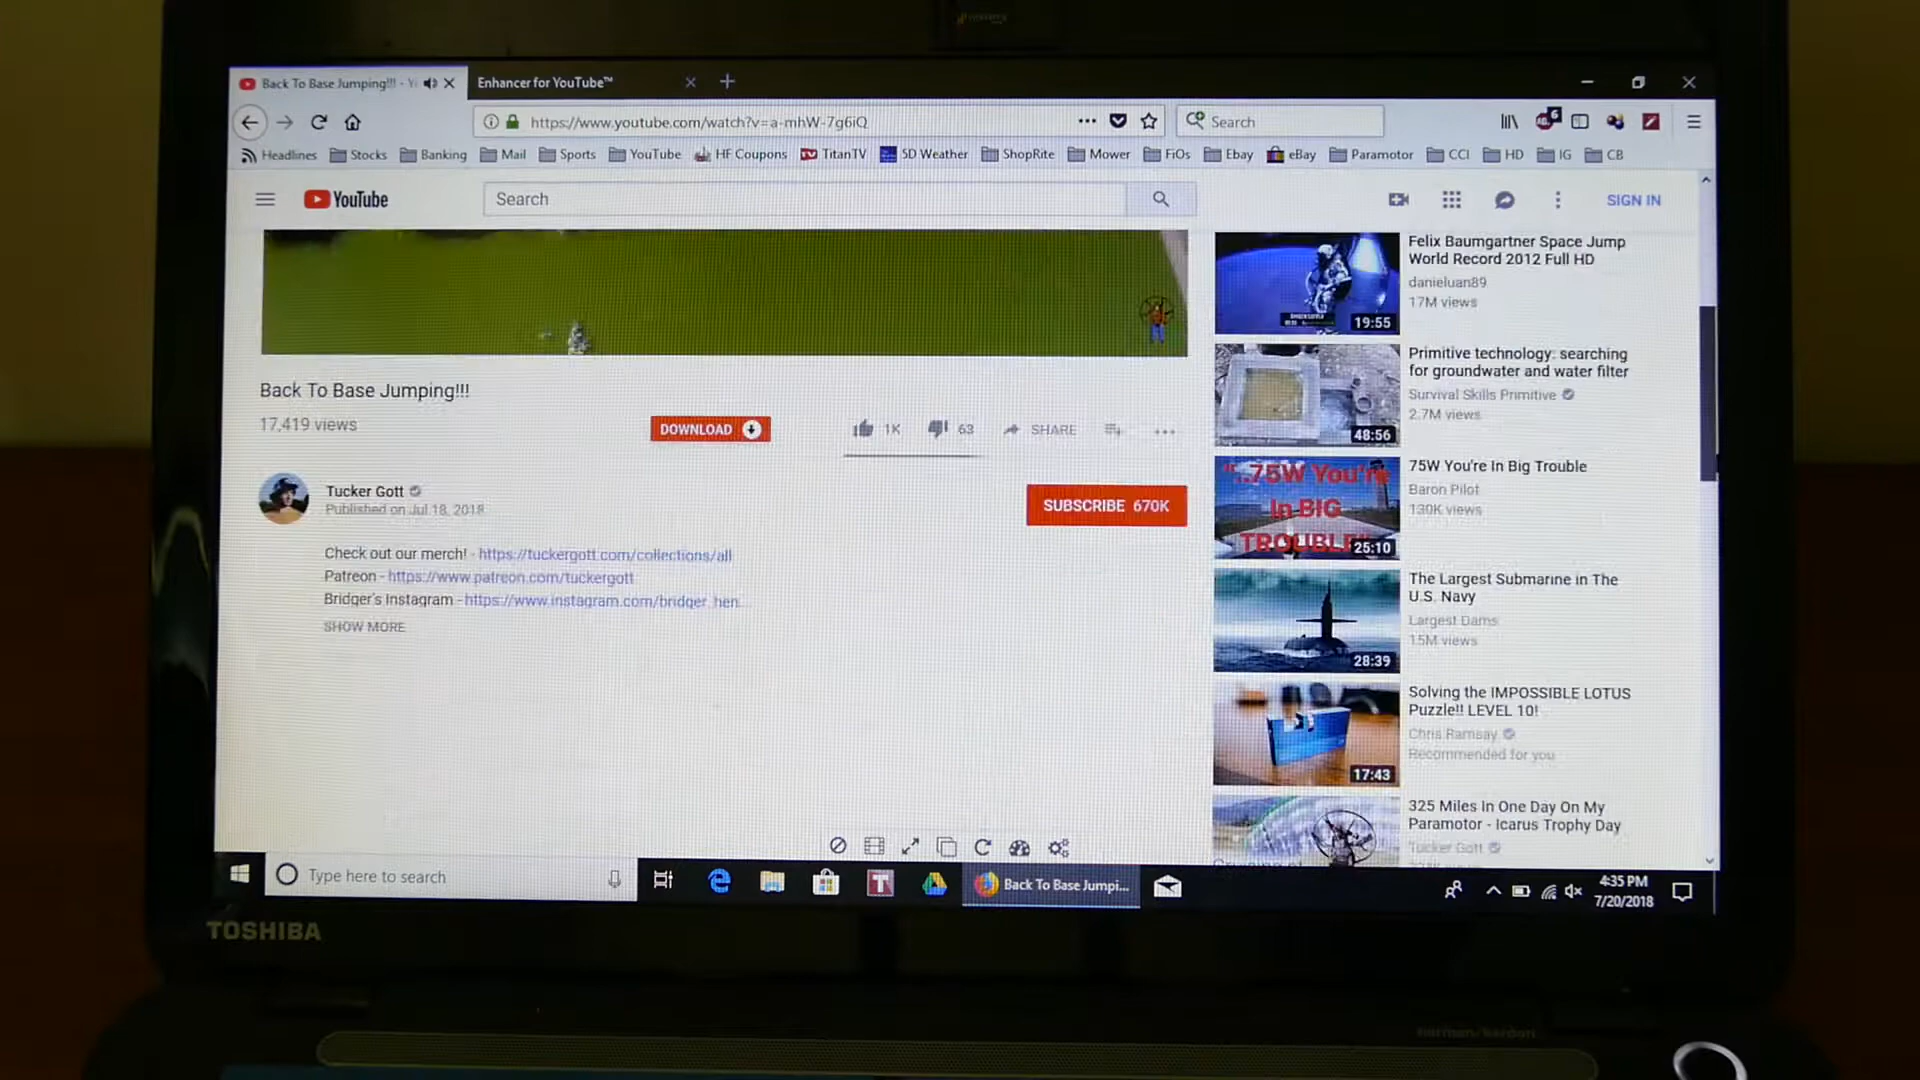 Back To Base Jumping!!! - Y
Enhancer for YouTube™
https://www.youtube.com/watch?v=a-mhW-7g6iQ
Search
6
Headlines Stocks Banking Mail Sports YouTube HF Coupons TitanTV 5D Weather ShopRite Mower FiOs Ebay eBay Paramotor CCI HD IG CB
YouTube
Search
SIGN IN
Back To Base Jumping!!!
17,419 views
DOWNLOAD
1K
63
SHARE
Tucker Gott
Published on Jul 18, 2018
SUBSCRIBE 670K
Check out our merch! - https://tuckergott.com/collections/all
Patreon - https://www.patreon.com/tuckergott
Bridger's Instagram - https://www.instagram.com/bridger_hen...
SHOW MORE
Felix Baumgartner Space Jump
World Record 2012 Full HD
danieluan89
17M views
19:55
Primitive technology: searching
for groundwater and water filter
Survival Skills Primitive
2.7M views
48:56
"..75W You're
In BIG
TROUBLE"
25:10
75W You're In Big Trouble
Baron Pilot
130K views
The Largest Submarine in The
U.S. Navy
Largest Dams
15M views
28:39
Solving the IMPOSSIBLE LOTUS
Puzzle!! LEVEL 10!
Chris Ramsay
Recommended for you
17:43
325 Miles In One Day On My
Paramotor - Icarus Trophy Day
Tucker Gott
Type here to search
T
Back To Base Jumpi...
4:35 PM
7/20/2018
TOSHIBA
harman/kardon